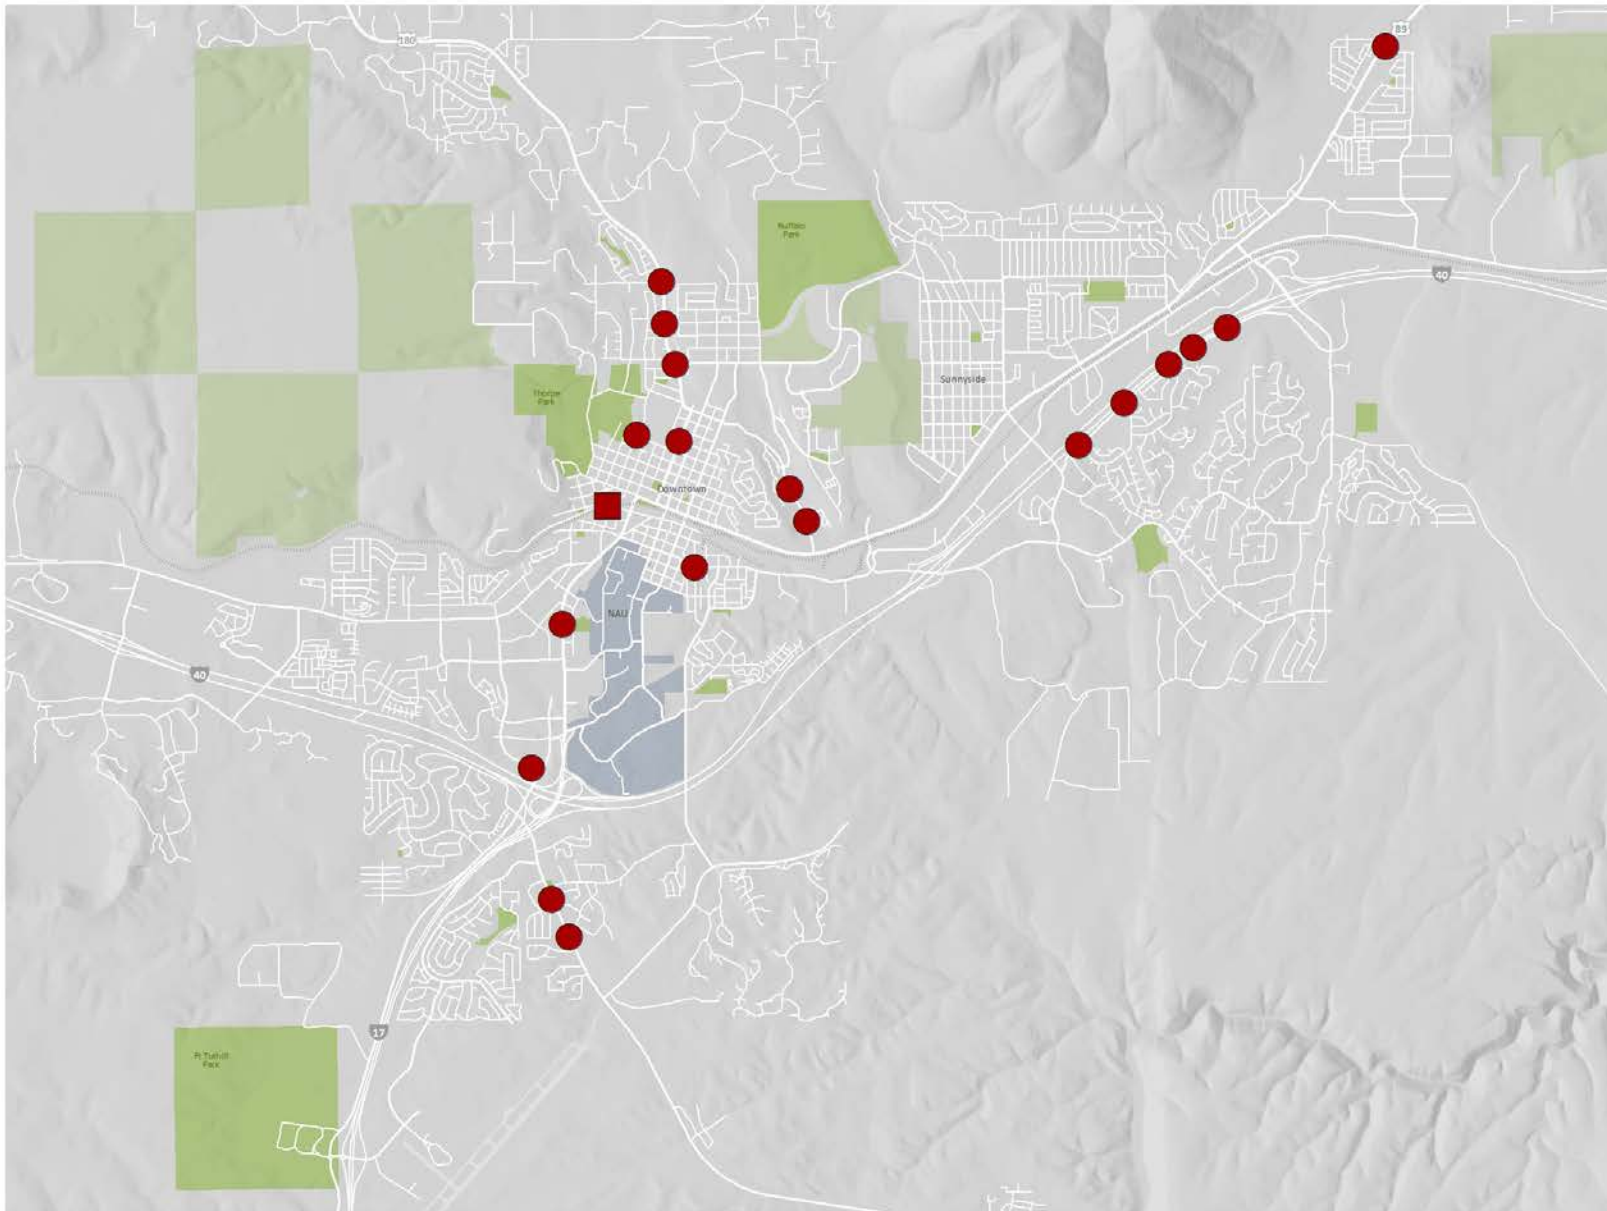 180
89
Buffalo
Park
40
Sunnyside
Thorpe
Park
Downtown
NAU
40
17
Ft Tuthill
Park